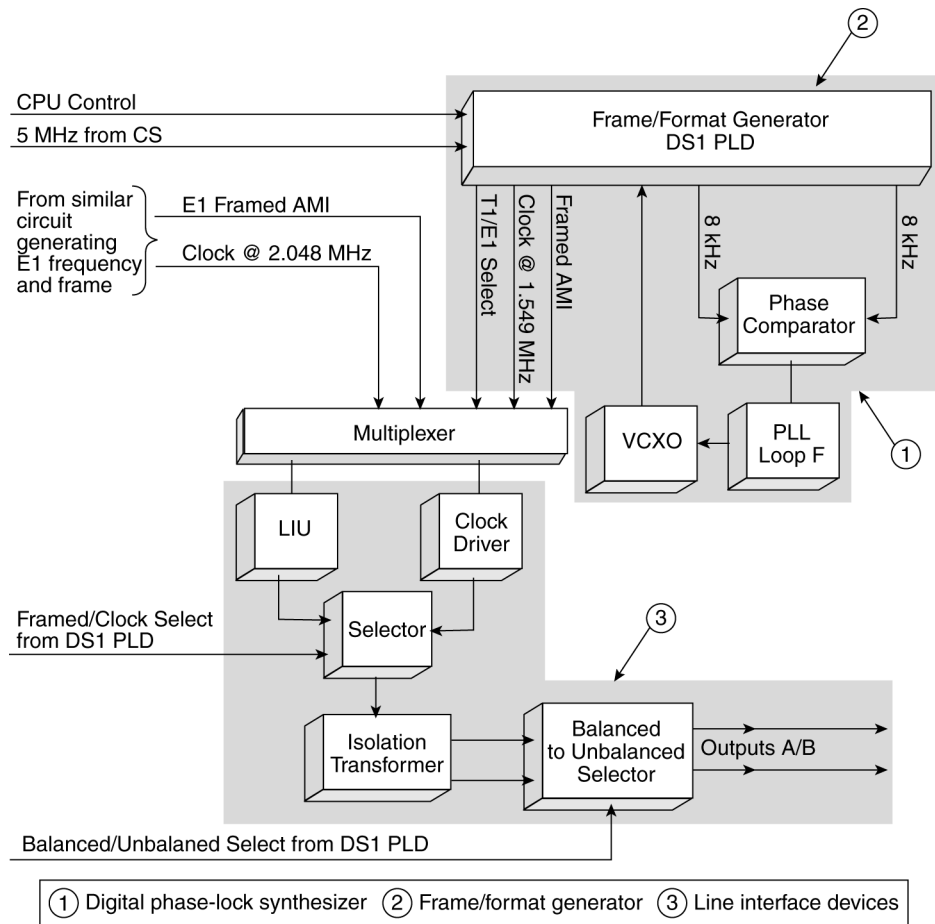 2
CPU Control
5 MHz from CS
Frame/Format Generator
DS1 PLD
From similar
circuit
generating
E1 frequency
and frame
E1 Framed AMI
Clock @ 2.048 MHz
T1/E1 Select
Clock @ 1.549 MHz
Framed AMI
8 kHz
8 kHz
Phase
Comparator
Multiplexer
VCXO
PLL
Loop F
1
LIU
Clock
Driver
Framed/Clock Select
from DS1 PLD
Selector
3
Isolation
Transformer
Balanced
to Unbalanced
Selector
Outputs A/B
Balanced/Unbalaned Select from DS1 PLD
1 Digital phase-lock synthesizer 2 Frame/format generator 3 Line interface devices